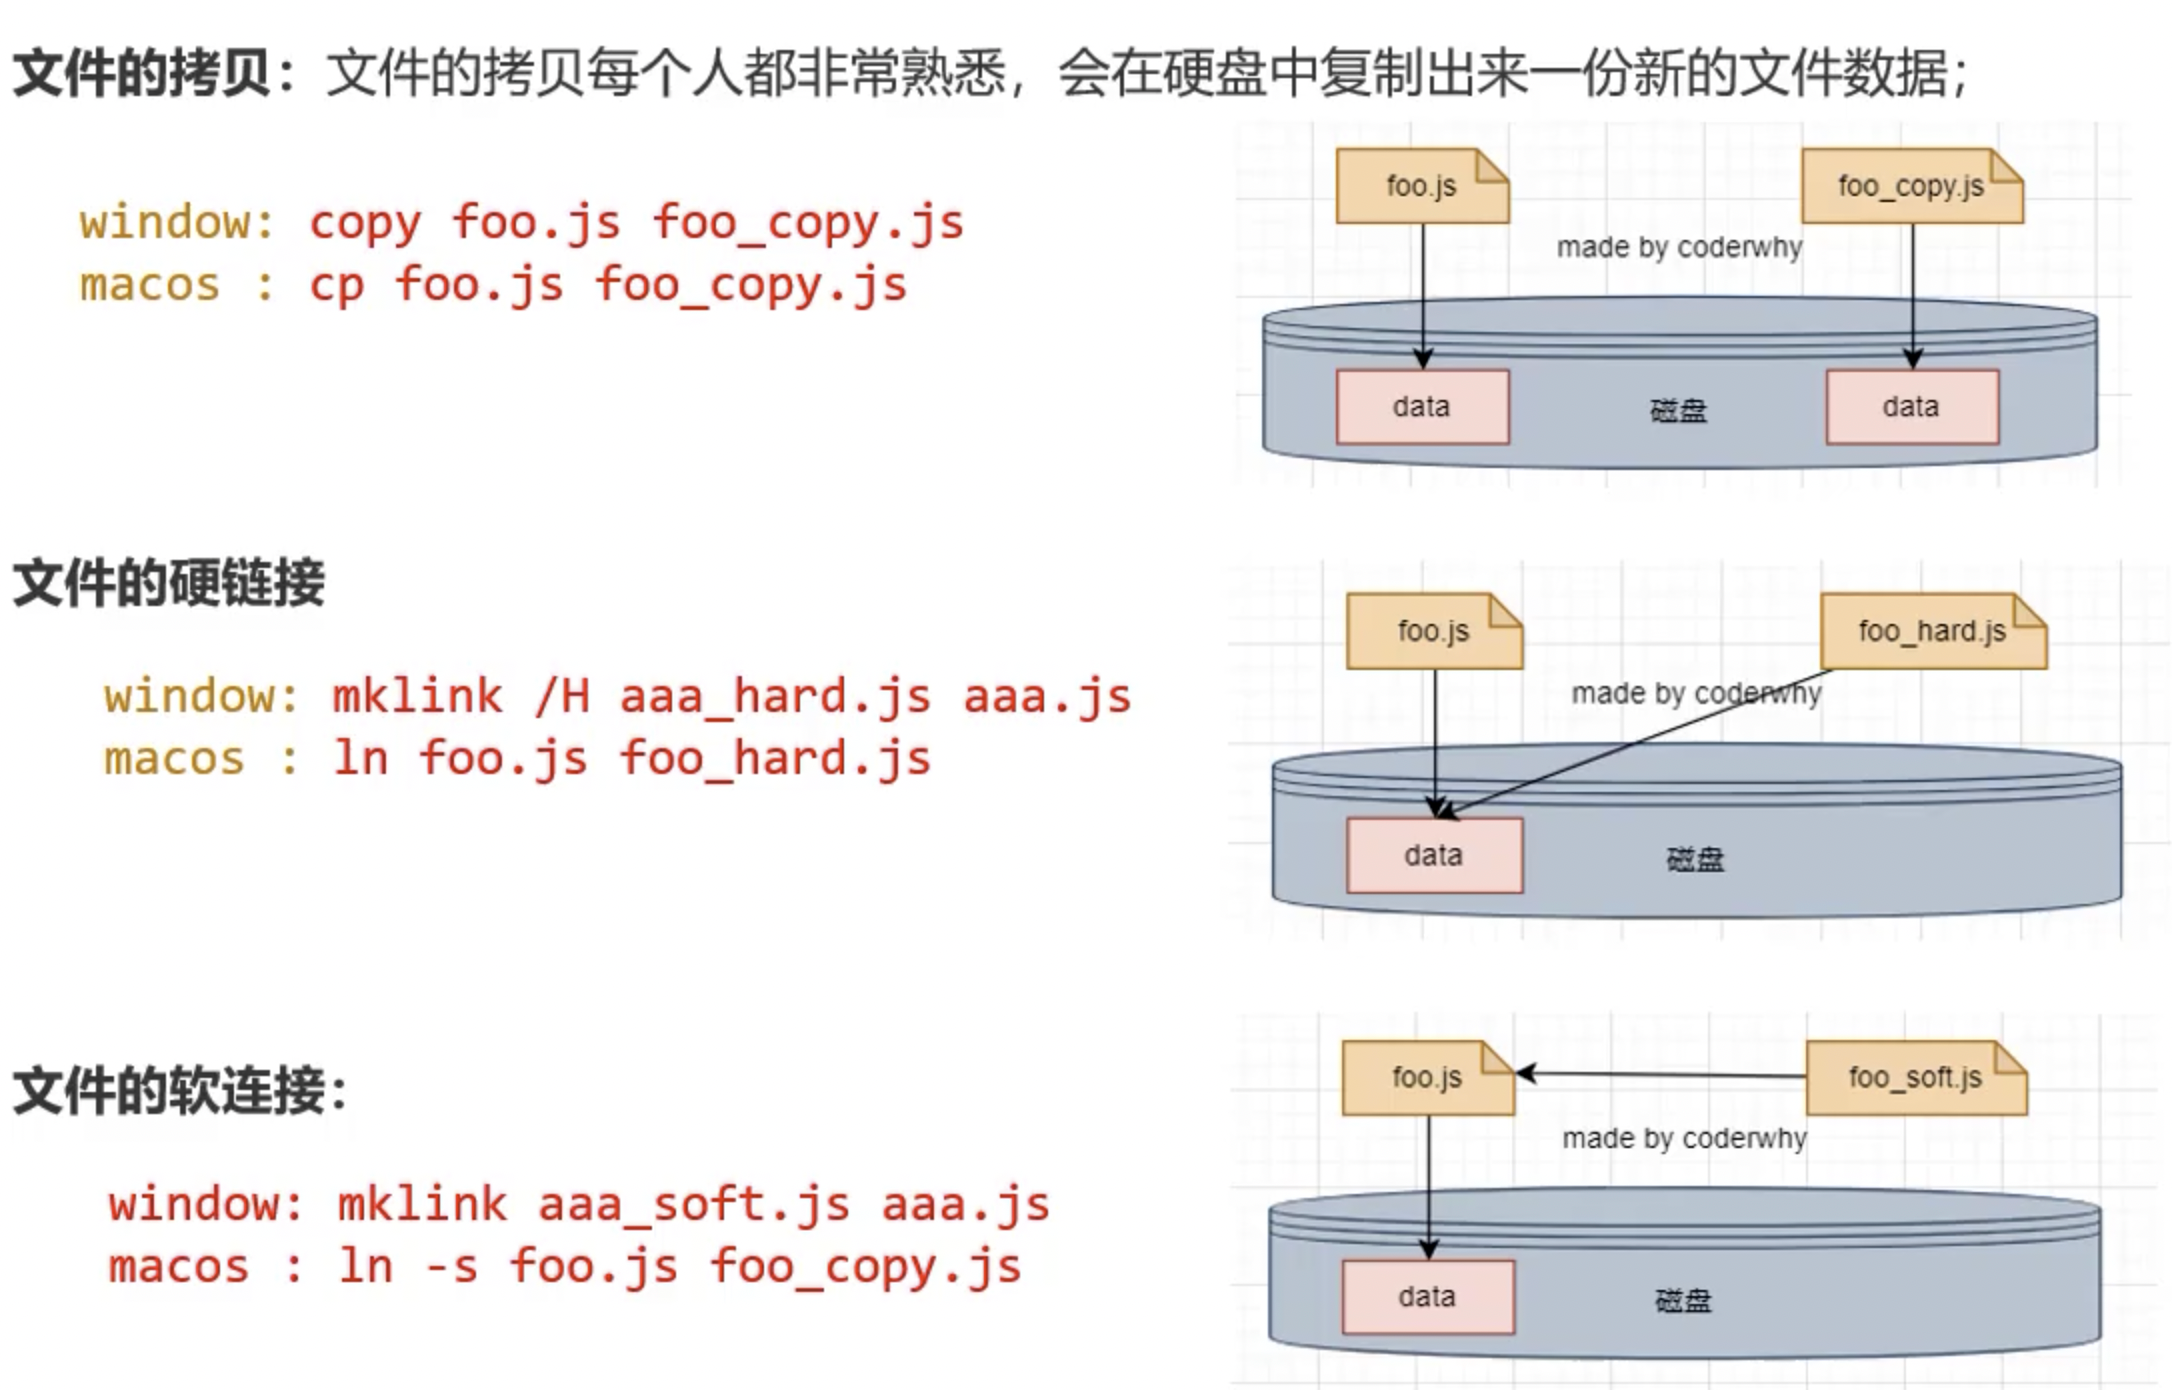 文件的拷贝：文件的拷贝每个人都非常熟悉，会在硬盘中复制出来一份新的文件数据；
window: copy foo.js foo_copy.js
macos : cp foo.js foo_copy.js
foo.js
foo_copy.js
made by coderwhy
data
磁盘
data
文件的硬链接
window: mklink /H aaa_hard.js aaa.js
macos : ln foo.js foo_hard.js
foo.js
foo_hard.js
made by coderwhy
data
磁盘
文件的软连接：
window: mklink aaa_soft.js aaa.js
macos : ln -s foo.js foo_copy.js
foo.js
foo_soft.js
made by coderwhy
data
磁盘